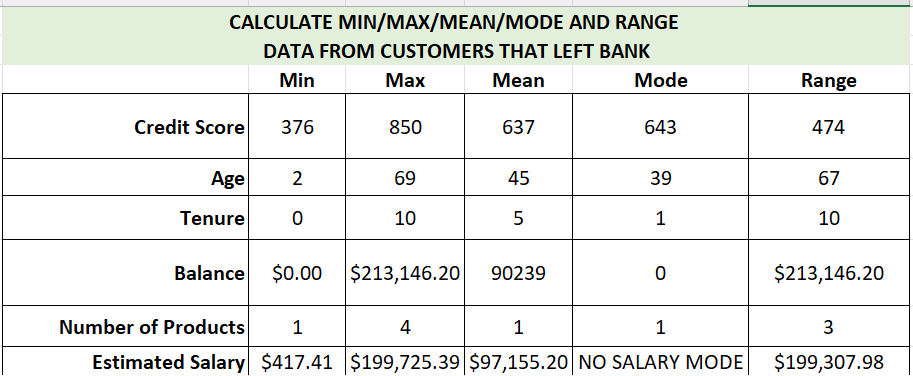 CALCULATE MIN/MAX/MEAN/MODE AND RANGE
DATA FROM CUSTOMERS THAT LEFT BANK
Min Max Mean Mode Range
Credit Score 376 850 637 643 474
Age 2 69 45 39 67
Tenure 0 10 5 1 10
Balance $0.00 $213,146.20 90239 0 $213,146.20
Number of Products 1 4 1 1 3
Estimated Salary $417.41 $199,725.39 $97,155.20 NO SALARY MODE $199,307.98